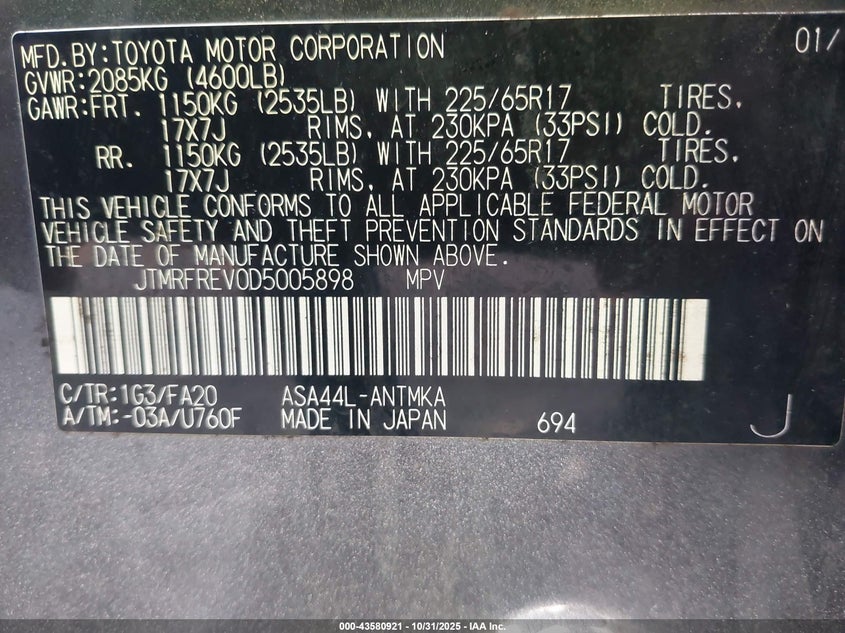 MFD.BY:TOYOTA MOTOR CORPORATION 01/
GVWR:2085KG (4600LB)
GAWR:FRT. 1150KG (2535LB) WITH 225/65R17 TIRES,
17X7J RIMS, AT 230KPA (33PSI) COLD.
RR. 1150KG (2535LB) WITH 225/65R17 TIRES,
17X7J RIMS, AT 230KPA (33PSI) COLD.
THIS VEHICLE CONFORMS TO ALL APPLICABLE FEDERAL MOTOR
VEHICLE SAFETY AND THEFT PREVENTION STANDARDS IN EFFECT ON
THE DATE OF MANUFACTURE SHOWN ABOVE.
JTMRFREV0D5005898 MPV
C/TR:1G3/FA20 ASA44L-ANTMKA
A/TM:-03A/U760F MADE IN JAPAN 694 J
000-43580921 - 10/31/2025 - IAA Inc.